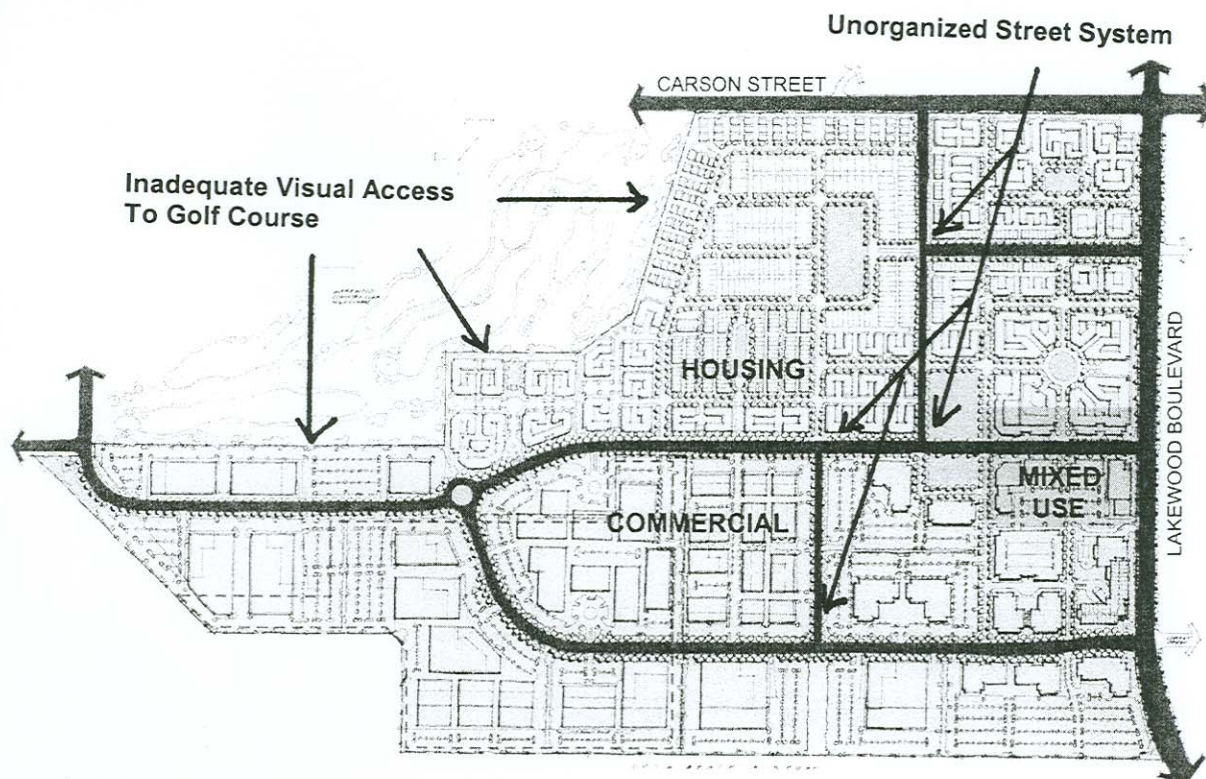 Unorganized Street System
CARSON STREET
Inadequate Visual Access
To Golf Course
HOUSING
LAKEWOOD BOULEVARD
MIXED
USE
COMMERCIAL